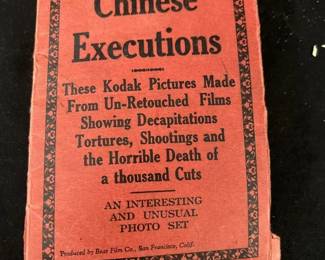 Chinese
Executions
These Kodak Pictures Made
From Un-Retouched Films
Showing Decapitations
Tortures, Shootings and
the Horrible Death of
a thousand Cuts
AN INTERESTING
AND UNUSUAL
PHOTO SET
Produced by Bear Film Co., San Francisco, Calif.